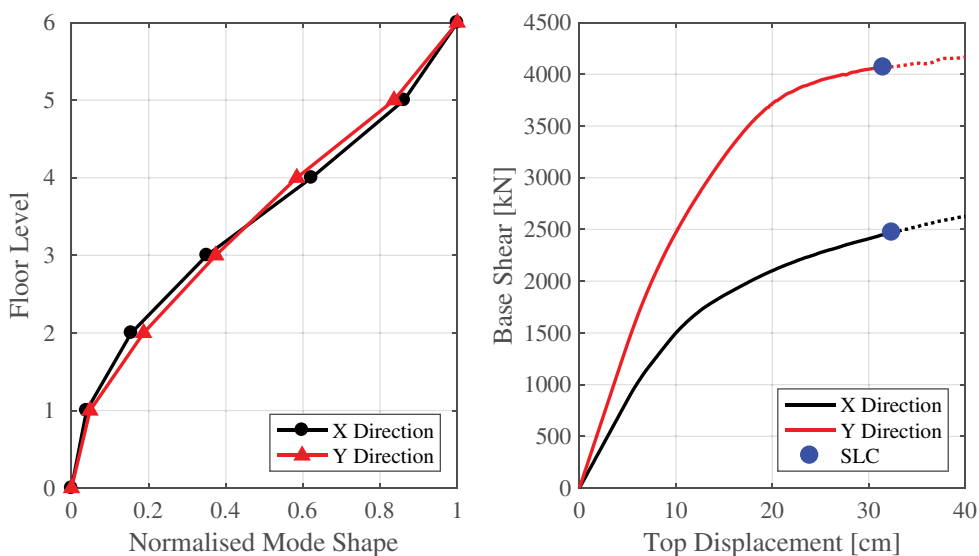 6
5
4
3
2
1
0
Floor Level
0 0.2 0.4 0.6 0.8 1
Normalised Mode Shape
X Direction
Y Direction
4500
4000
3500
3000
2500
2000
1500
1000
500
0
Base Shear [kN]
0 10 20 30 40
Top Displacement [cm]
X Direction
Y Direction
SLC